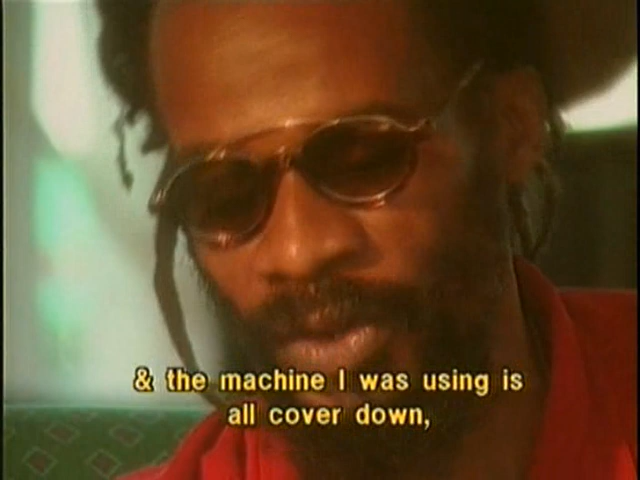 & the machine I was using is
all cover down,